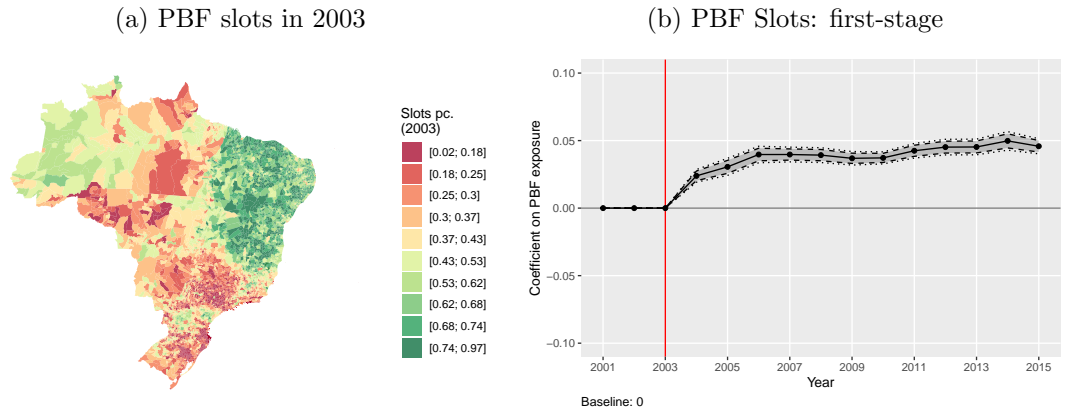 (a) PBF slots in 2003
Slots pc.
(2003)
[0.02; 0.18]
[0.18; 0.25]
[0.25; 0.3]
[0.3; 0.37]
[0.37; 0.43]
[0.43; 0.53]
[0.53; 0.62]
[0.62; 0.68]
[0.68; 0.74]
[0.74; 0.97]
(b) PBF Slots: first-stage
Coefficient on PBF exposure
0.10
0.05
0.00
−0.05
−0.10
2001 2003 2005 2007 2009 2011 2013 2015
Year
Baseline: 0